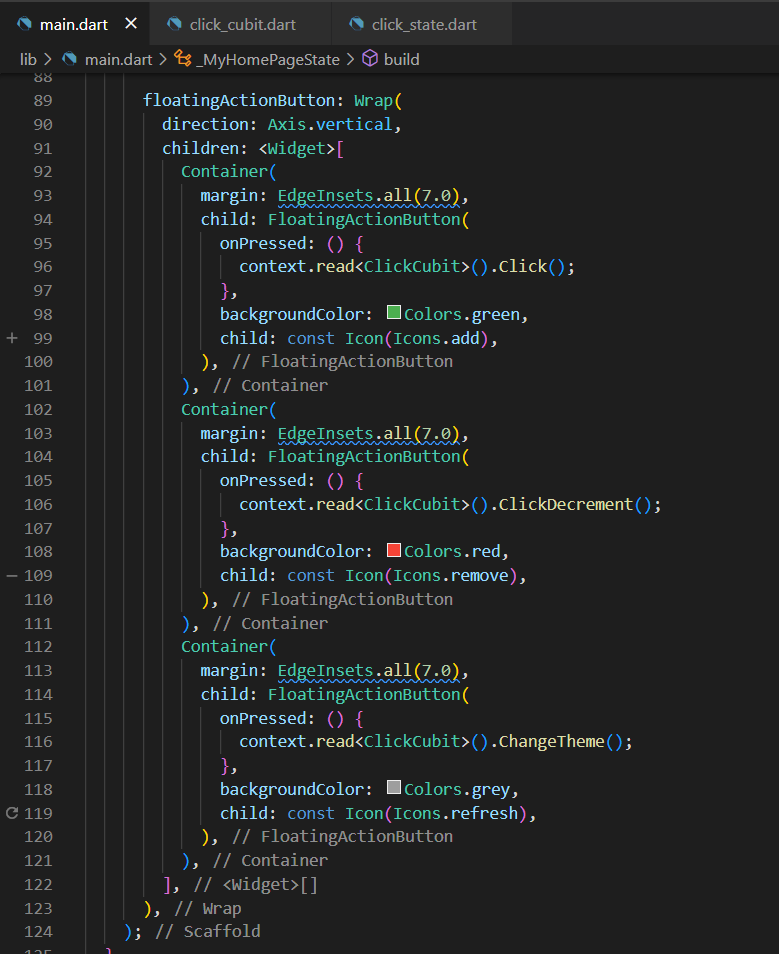 main.dart click_cubit.dart click_state.dart
lib > main.dart > _MyHomePageState > build
88
89 floatingActionButton: Wrap(
90 direction: Axis.vertical,
91 children: <Widget>[
92 Container(
93 margin: EdgeInsets.all(7.0),
94 child: FloatingActionButton(
95 onPressed: () {
96 context.read<ClickCubit>().Click();
97 },
98 backgroundColor: Colors.green,
99 child: const Icon(Icons.add),
100 ), // FloatingActionButton
101 ), // Container
102 Container(
103 margin: EdgeInsets.all(7.0),
104 child: FloatingActionButton(
105 onPressed: () {
106 context.read<ClickCubit>().ClickDecrement();
107 },
108 backgroundColor: Colors.red,
109 child: const Icon(Icons.remove),
110 ), // FloatingActionButton
111 ), // Container
112 Container(
113 margin: EdgeInsets.all(7.0),
114 child: FloatingActionButton(
115 onPressed: () {
116 context.read<ClickCubit>().ChangeTheme();
117 },
118 backgroundColor: Colors.grey,
119 child: const Icon(Icons.refresh),
120 ), // FloatingActionButton
121 ), // Container
122 ], // <Widget>[]
123 ), // Wrap
124 ); // Scaffold
125 }